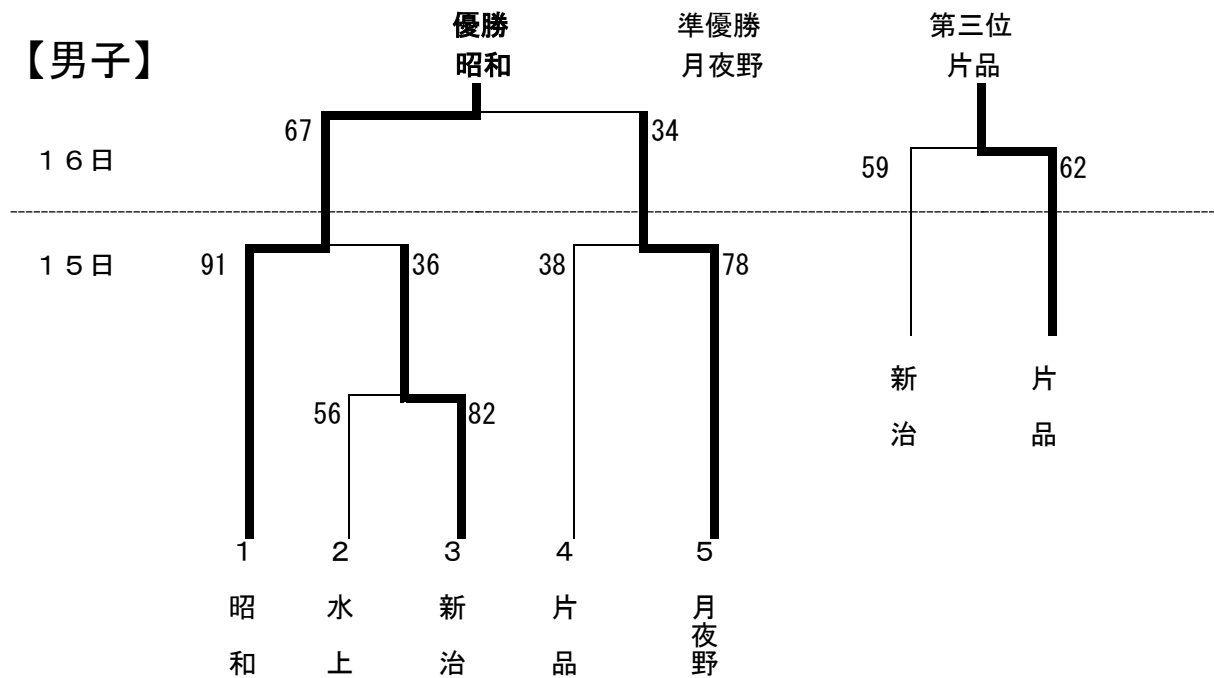 【男子】
優勝
昭和
準優勝
月夜野
第三位
片品
67
34
１６日
59
62
１５日
91
36
38
78
新治
片品
56
82
1
2
3
4
5
昭和
水上
新治
片品
月夜野